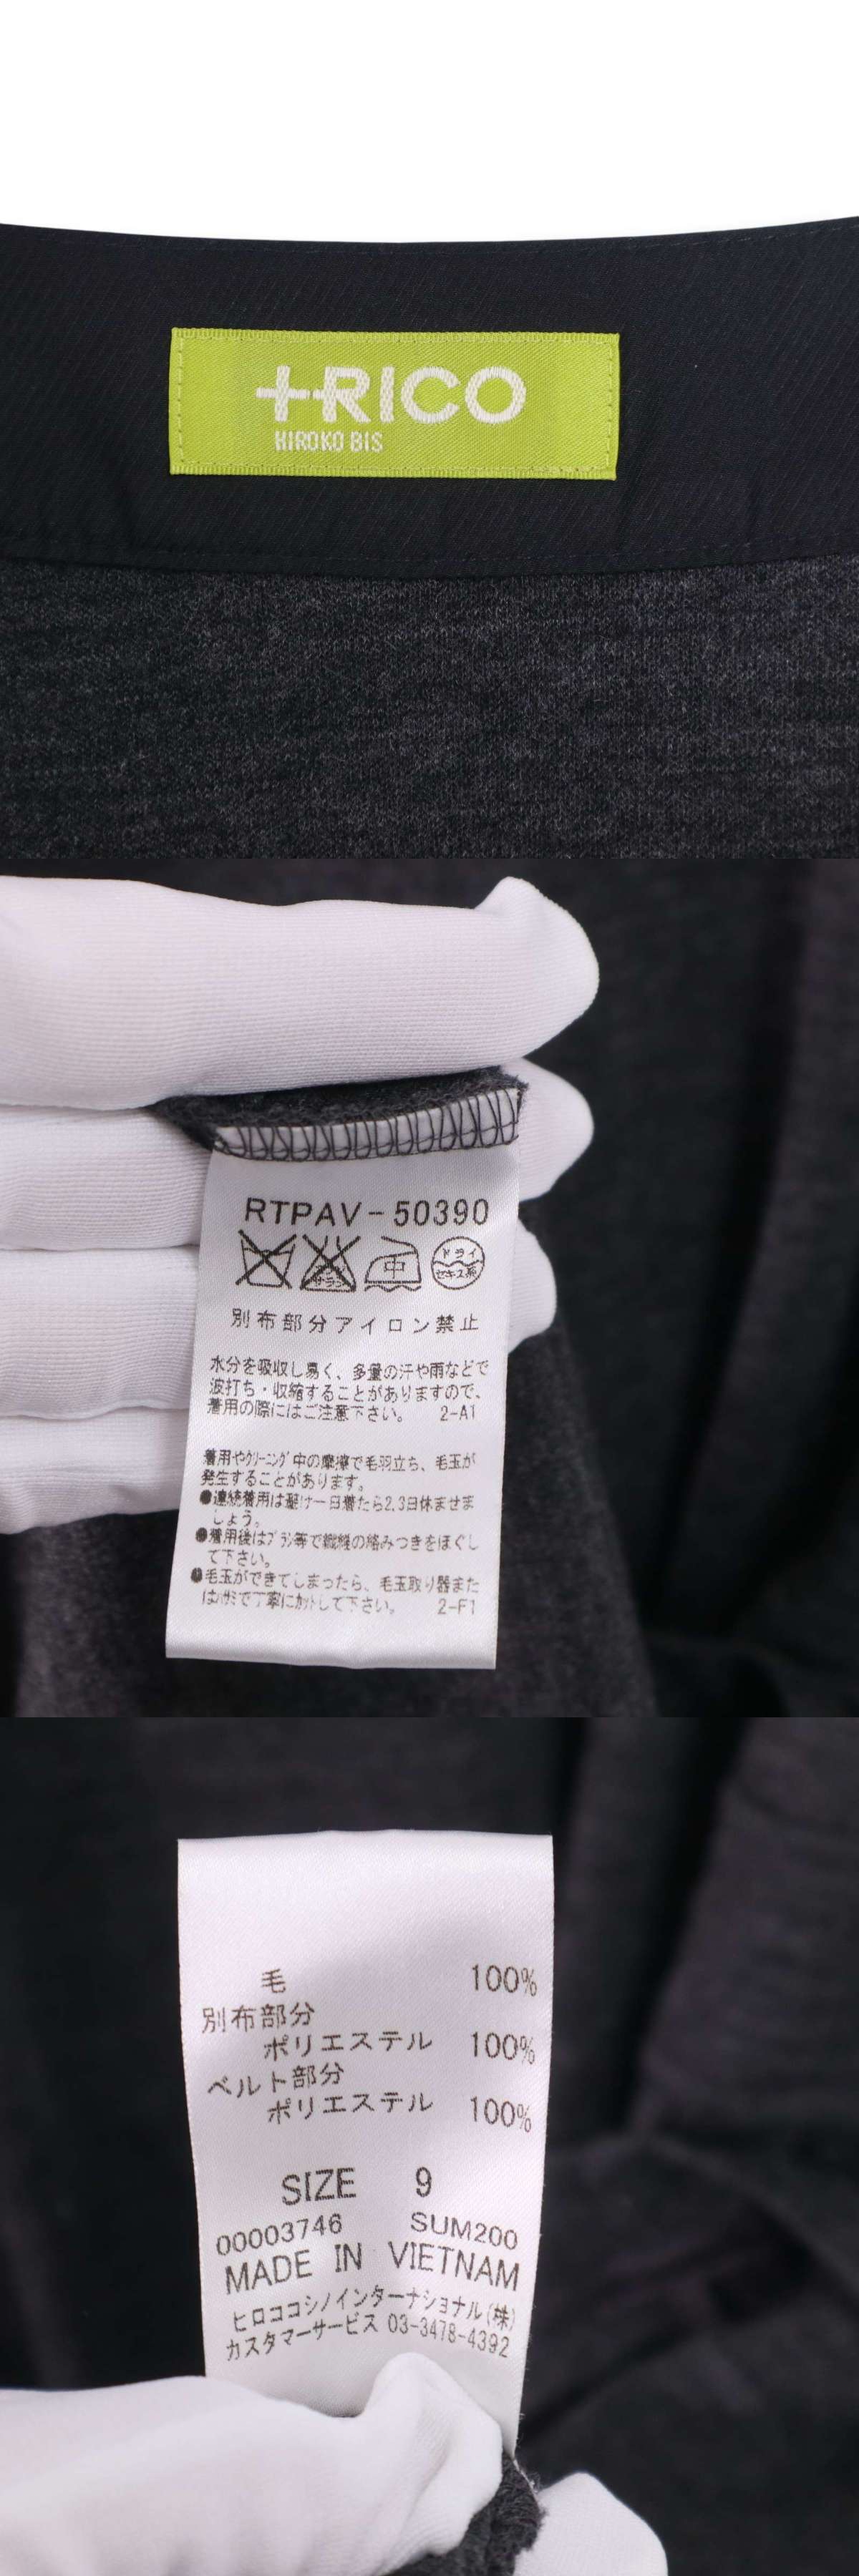 +RICO
HIROKO BIS
RTPAV-50390
サラシ
中
ドライ
セキユ系
別布部分アイロン禁止
水分を吸収し易く、多量の汗や雨などで
波打ち・収縮することがありますので、
着用の際にはご注意下さい。 2-A1
着用やクリーニング中の摩擦で毛羽立ち、毛玉が
発生することがあります。
●連続着用は避け一日着たら2,3日休ませま
しょう。
●着用後はブラシ等で繊維の絡みつきをほぐし
て下さい。
●毛玉ができてしまったら、毛玉取り器また
はハサミで丁寧にカットして下さい。 2-F1
毛 100%
別布部分
ポリエステル 100%
ベルト部分
ポリエステル 100%
SIZE 9
00003746 SUM200
MADE IN VIETNAM
ヒロココシノインターナショナル(株)
カスタマーサービス 03-3478-4392